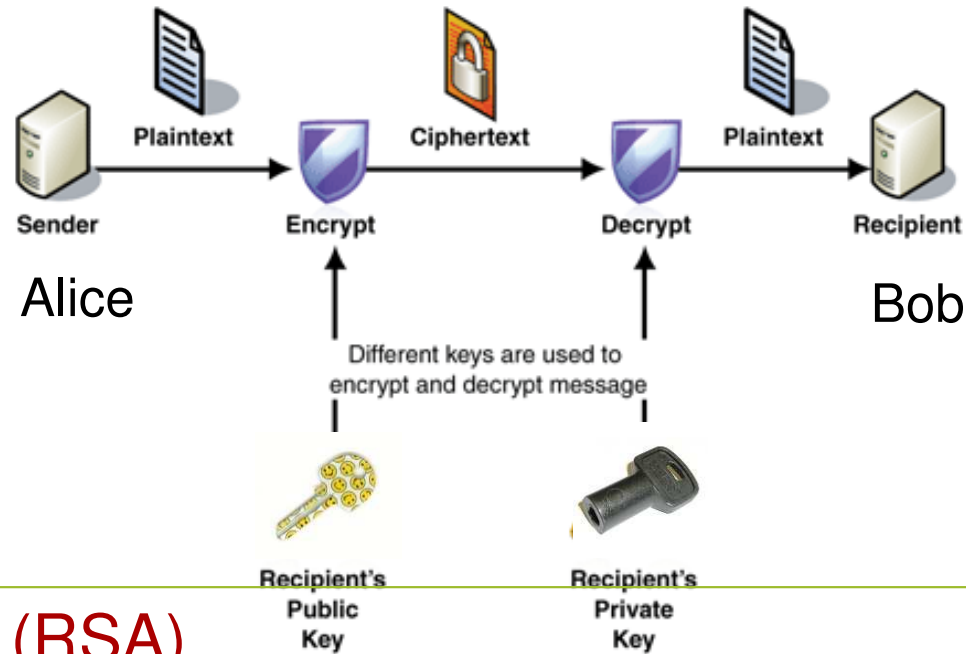 Plaintext
Ciphertext
Plaintext
Sender
Encrypt
Decrypt
Recipient
Alice
Bob
Different keys are used to
encrypt and decrypt message
Recipient's
Public
Key
Recipient's
Private
Key
(RSA)